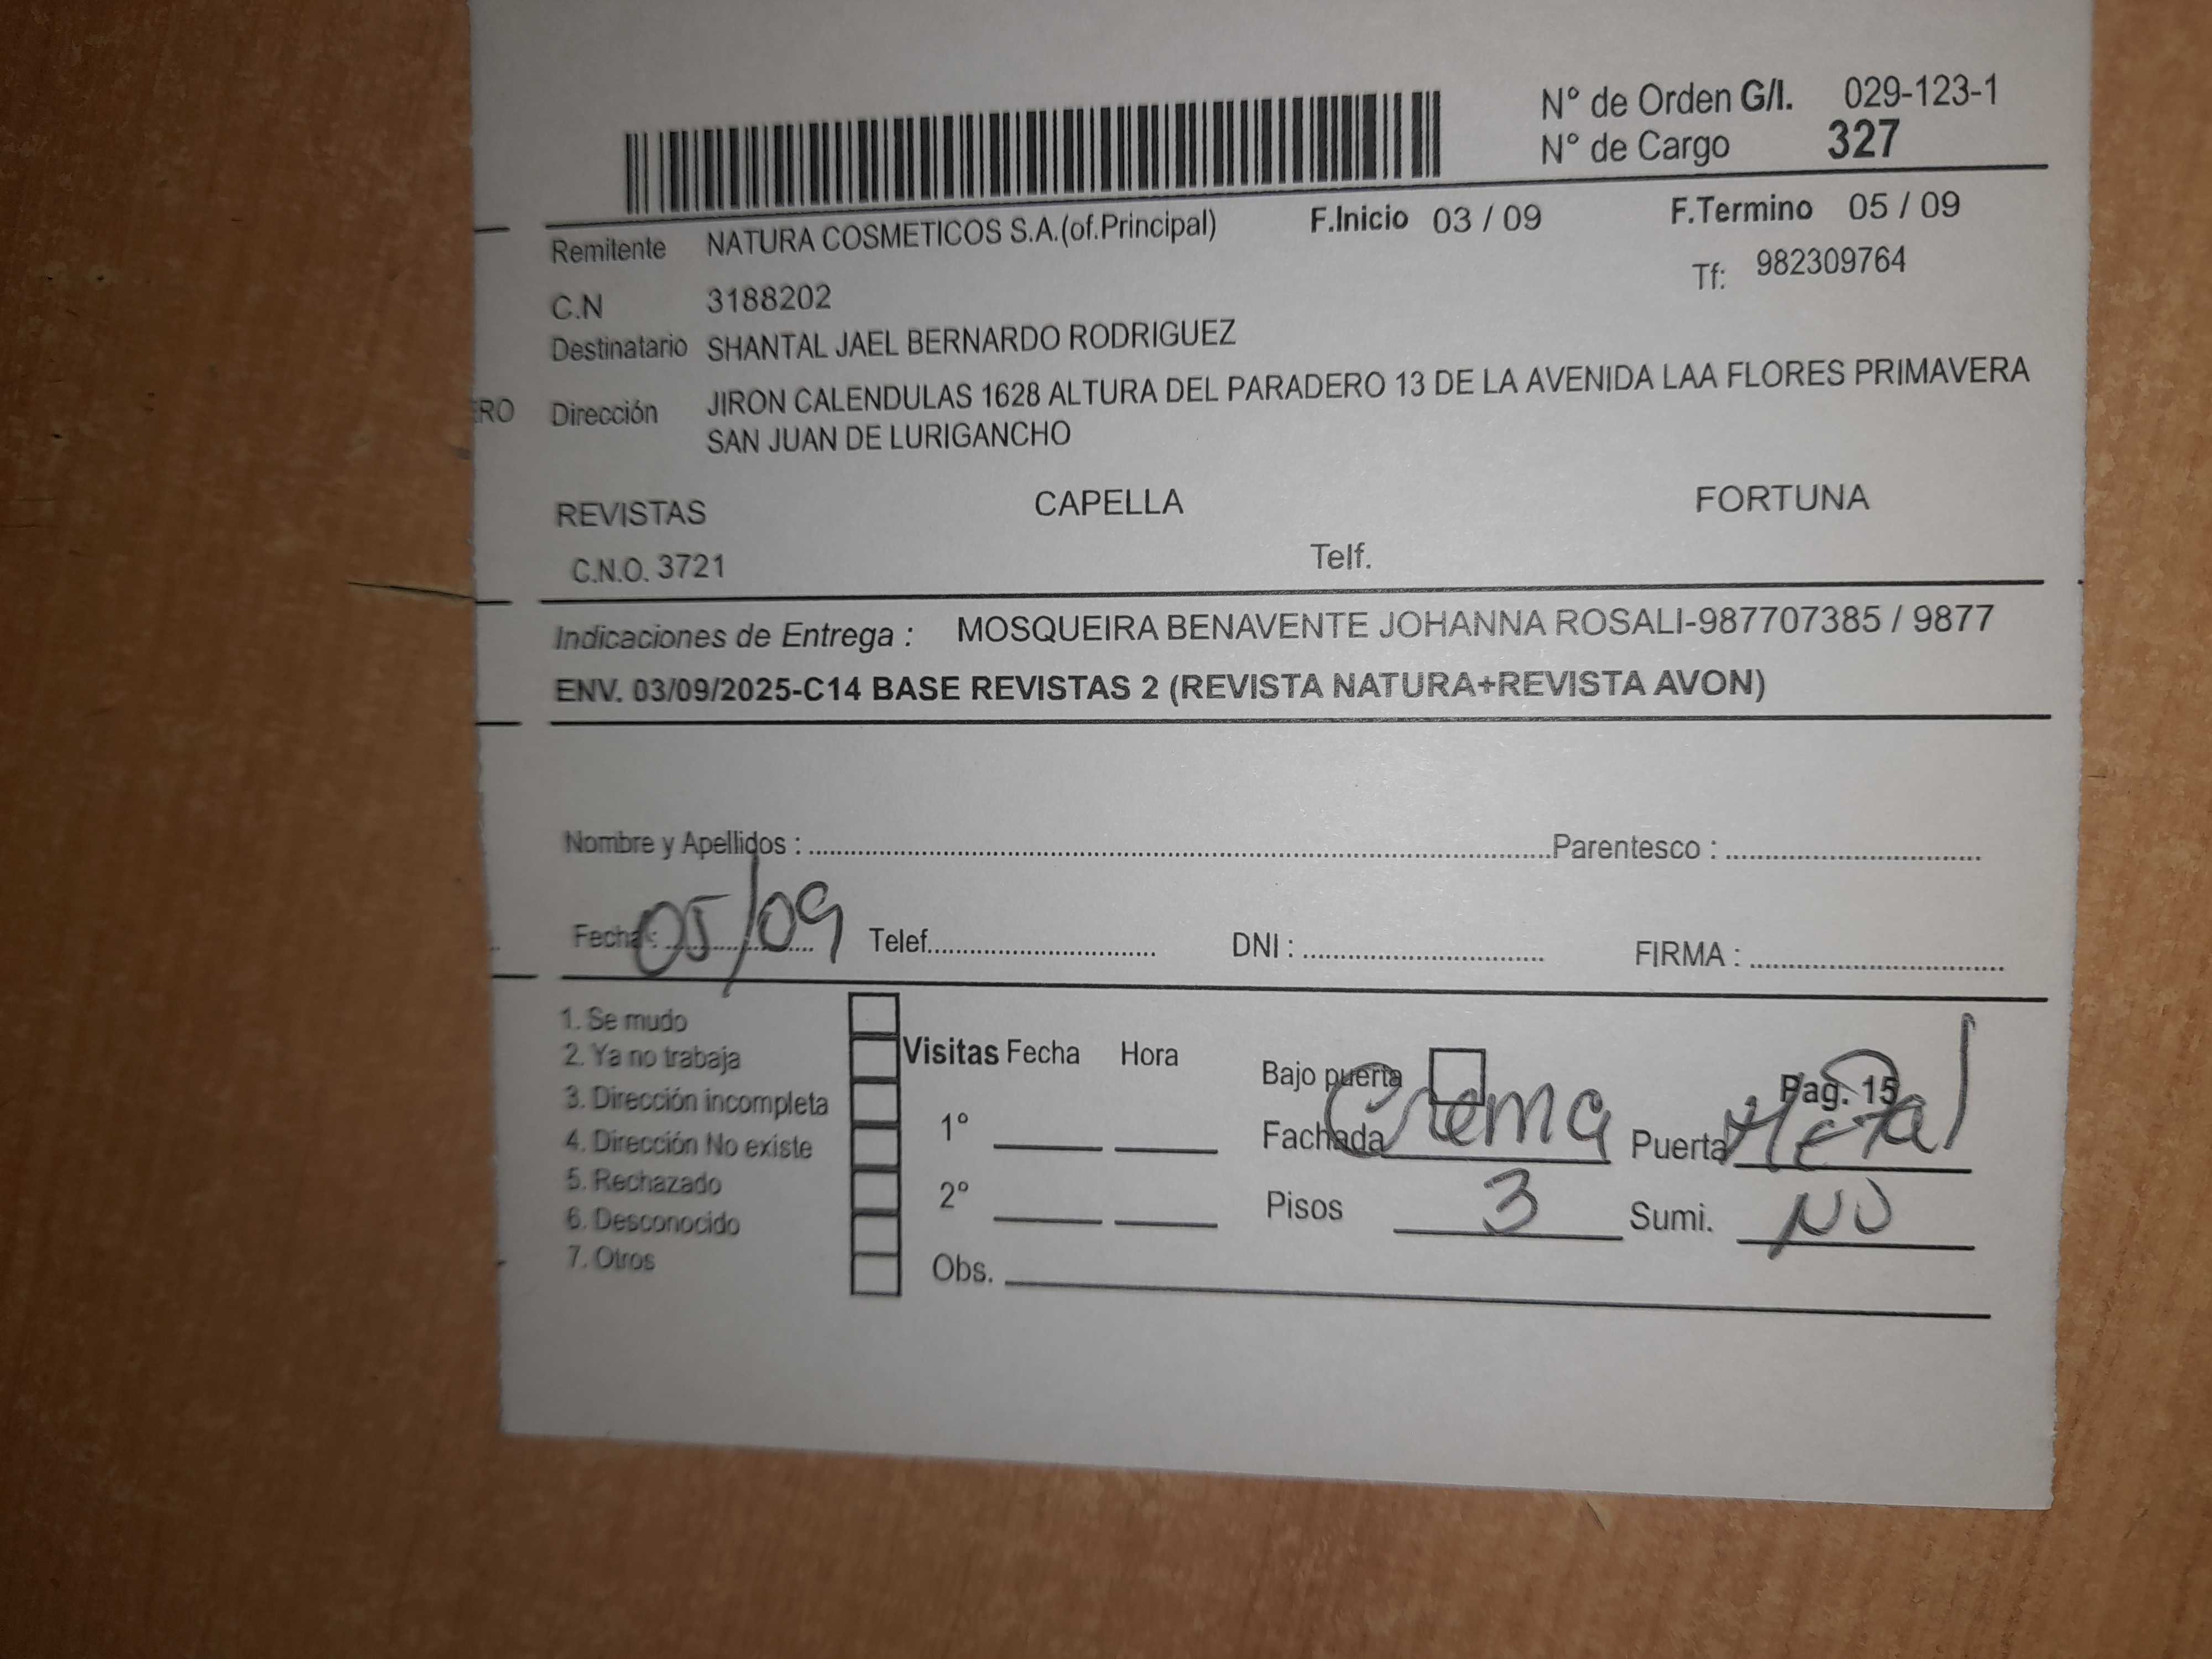 N° de Orden G/I. 029-123-1
N° de Cargo 327
Remitente NATURA COSMETICOS S.A.(of.Principal) F.Inicio 03 / 09 F.Termino 05 / 09
C.N 3188202 Tf: 982309764
Destinatario SHANTAL JAEL BERNARDO RODRIGUEZ
ERO Dirección JIRON CALENDULAS 1628 ALTURA DEL PARADERO 13 DE LA AVENIDA LAA FLORES PRIMAVERA
SAN JUAN DE LURIGANCHO
REVISTAS CAPELLA FORTUNA
C.N.O. 3721 Telf.
Indicaciones de Entrega : MOSQUEIRA BENAVENTE JOHANNA ROSALI-987707385 / 9877
ENV. 03/09/2025-C14 BASE REVISTAS 2 (REVISTA NATURA+REVISTA AVON)
Nombre y Apellidos : Parentesco :
Fecha : 05/09 Telef. DNI : FIRMA :
1. Se mudo
2. Ya no trabaja Visitas Fecha Hora Bajo puerta Pag. 15
3. Dirección incompleta 1° Fachada Crema Puerta Metal
4. Dirección No existe
5. Rechazado 2° Pisos 3 Sumi. NO
6. Desconocido
7. Otros Obs.